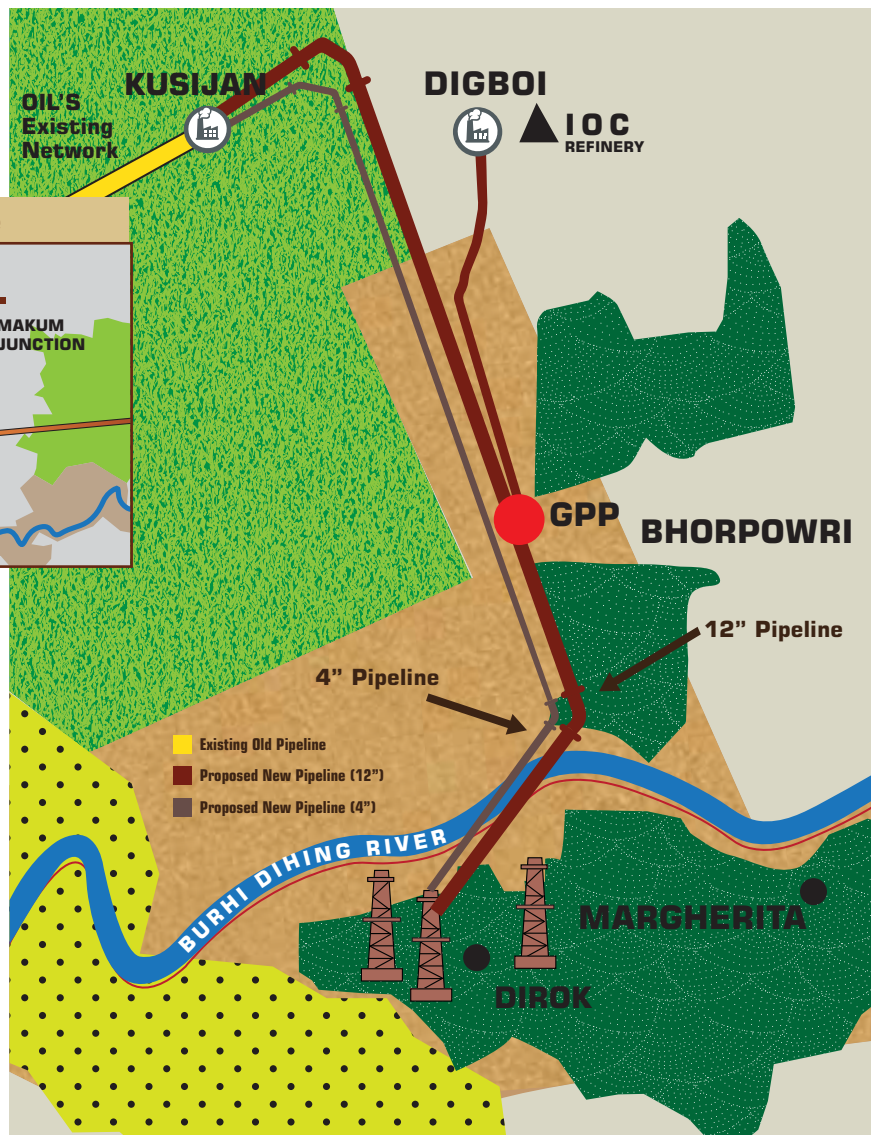 KUSIJAN
DIGBOI
OIL'S
Existing
Network
IOC
REFINERY
MAKUM
JUNCTION
GPP
BHORPOWRI
12” Pipeline
4” Pipeline
Existing Old Pipeline
Proposed New Pipeline (12”)
Proposed New Pipeline (4”)
BURHI DIHING RIVER
MARGHERITA
DIROK